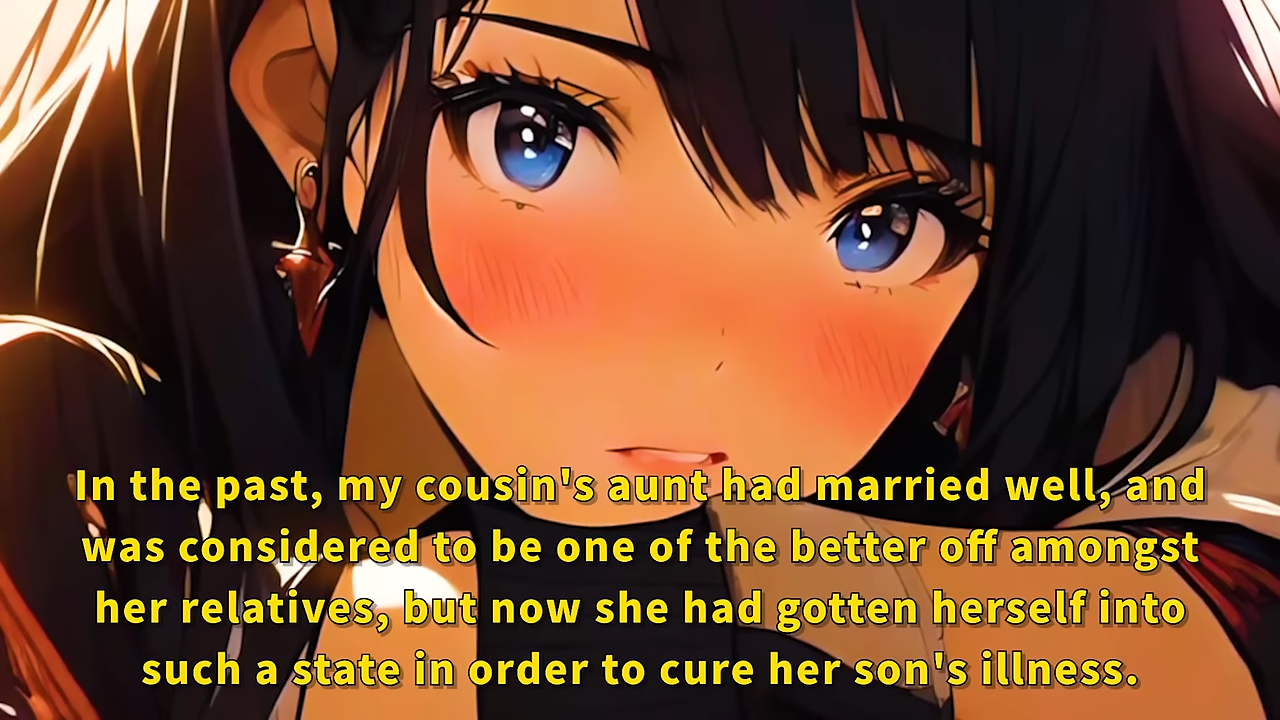 In the past, my cousin's aunt had married well, and
was considered to be one of the better off amongst
her relatives, but now she had gotten herself into
such a state in order to cure her son's illness.